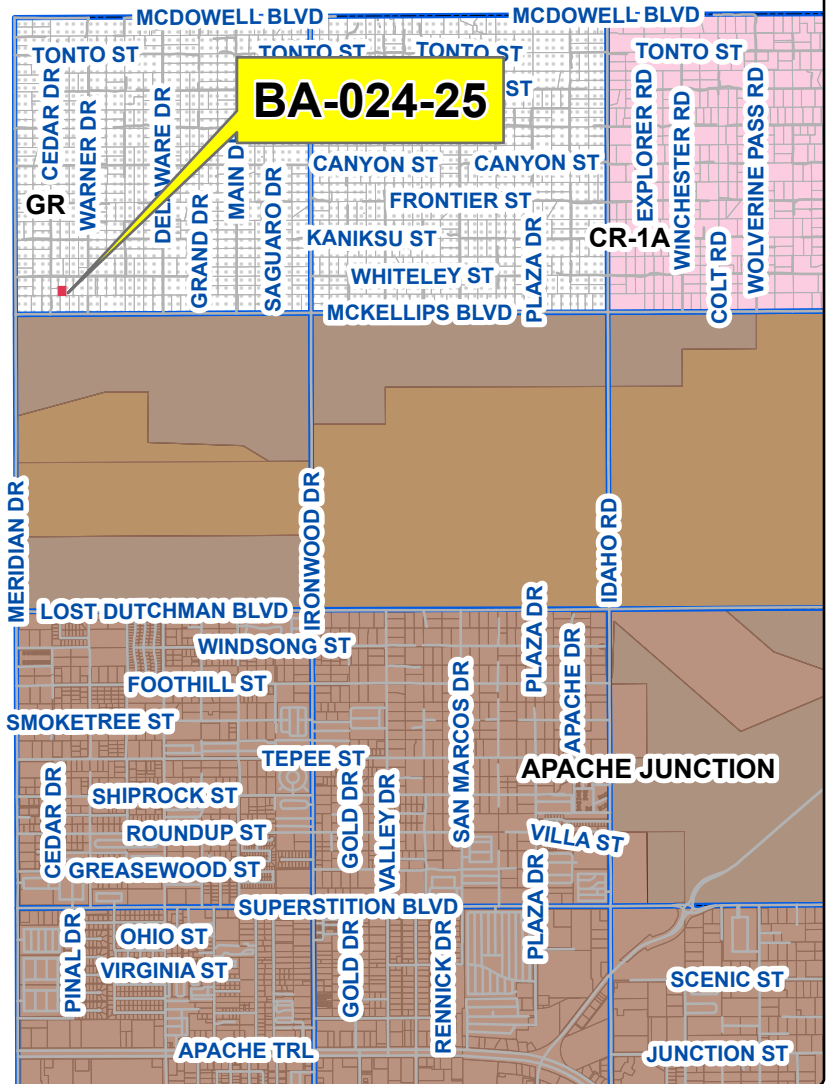 MCDOWELL BLVD
MCDOWELL BLVD
TONTO ST
TONTO ST
TONTO ST
TONTO ST
ST
BA-024-25
CEDAR DR
WARNER DR
DELAWARE DR
GRAND DR
MAIN
SAGUARO DR
GR
CANYON ST
CANYON ST
FRONTIER ST
KANIKSU ST
WHITELEY ST
PLAZA DR
MCKELLIPS BLVD
EXPLORER RD
WINCHESTER RD
COLT RD
WOLVERINE PASS RD
CR-1A
MERIDIAN DR
IRONWOOD DR
IDAHO RD
LOST DUTCHMAN BLVD
WINDSONG ST
FOOTHILL ST
SMOKETREE ST
TEPEE ST
SHIPROCK ST
ROUNDUP ST
GREASEWOOD ST
CEDAR DR
GOLD DR
VALLEY DR
SAN MARCOS DR
PLAZA DR
APACHE DR
APACHE JUNCTION
VILLA ST
PLAZA DR
SUPERSTITION BLVD
PINAL DR
OHIO ST
VIRGINIA ST
GOLD DR
RENNICK DR
SCENIC ST
APACHE TRL
JUNCTION ST